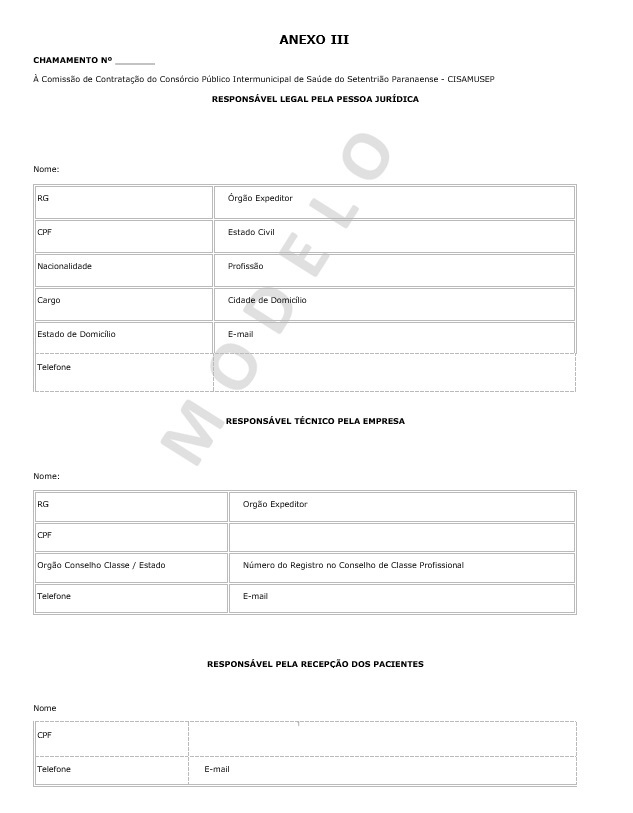 ANEXO III
CHAMAMENTO Nº ________
À Comissão de Contratação do Consórcio Público Intermunicipal de Saúde do Setentrião Paranaense - CISAMUSEP
RESPONSÁVEL LEGAL PELA PESSOA JURÍDICA
Nome:
RG Órgão Expeditor
CPF Estado Civil
Nacionalidade Profissão
Cargo Cidade de Domicílio
Estado de Domicílio E-mail
Telefone
MODELO
RESPONSÁVEL TÉCNICO PELA EMPRESA
Nome:
RG Orgão Expeditor
CPF
Orgão Conselho Classe / Estado Número do Registro no Conselho de Classe Profissional
Telefone E-mail
RESPONSÁVEL PELA RECEPÇÃO DOS PACIENTES
Nome
CPF
Telefone E-mail